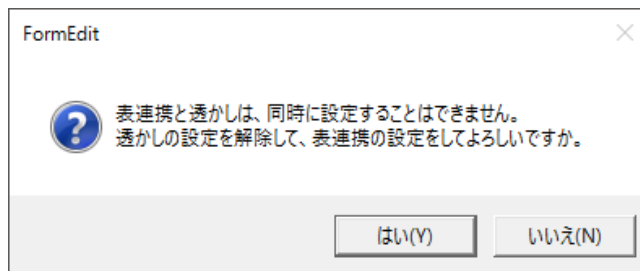 FormEdit
表連携と透かしは、同時に設定することはできません。
透かしの設定を解除して、表連携の設定をしてよろしいですか。
はい(Y)
いいえ(N)